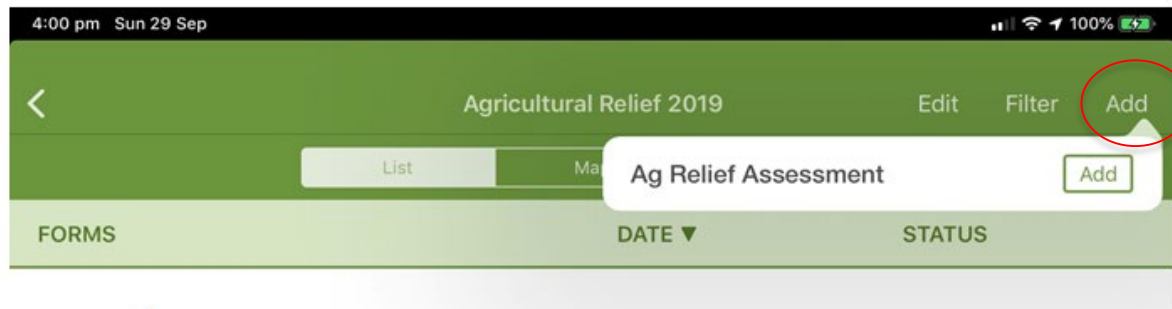 4:00 pm Sun 29 Sep 100%
Agricultural Relief 2019 Edit Filter Add
List Ma
Ag Relief Assessment Add
FORMS DATE ▼ STATUS